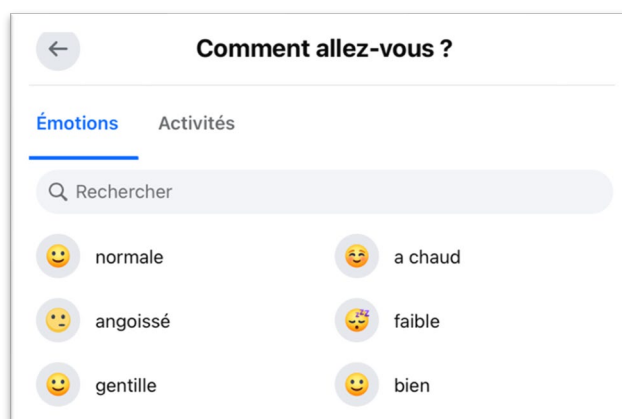 Comment allez-vous ?
Émotions Activités
Rechercher
normale a chaud
angoissé faible
gentille bien